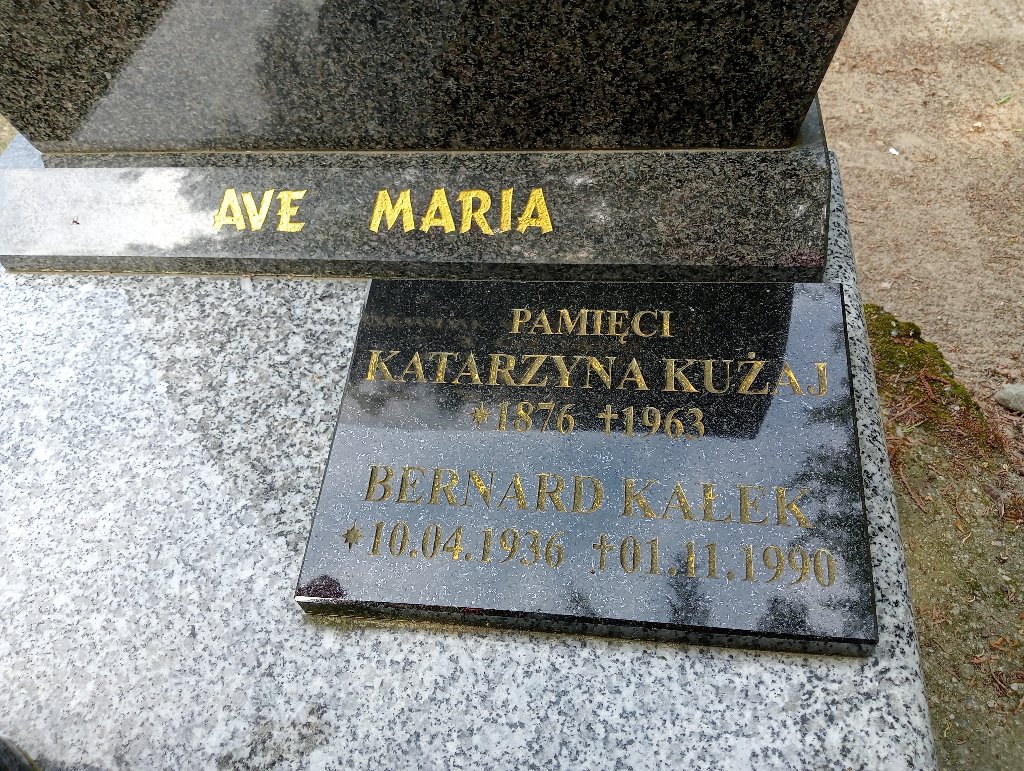 AVE MARIA
PAMIĘCI
KATARZYNA KUŻAJ
*1876 †1963
BERNARD KAŁEK
*10.04.1936 †01.11.1990